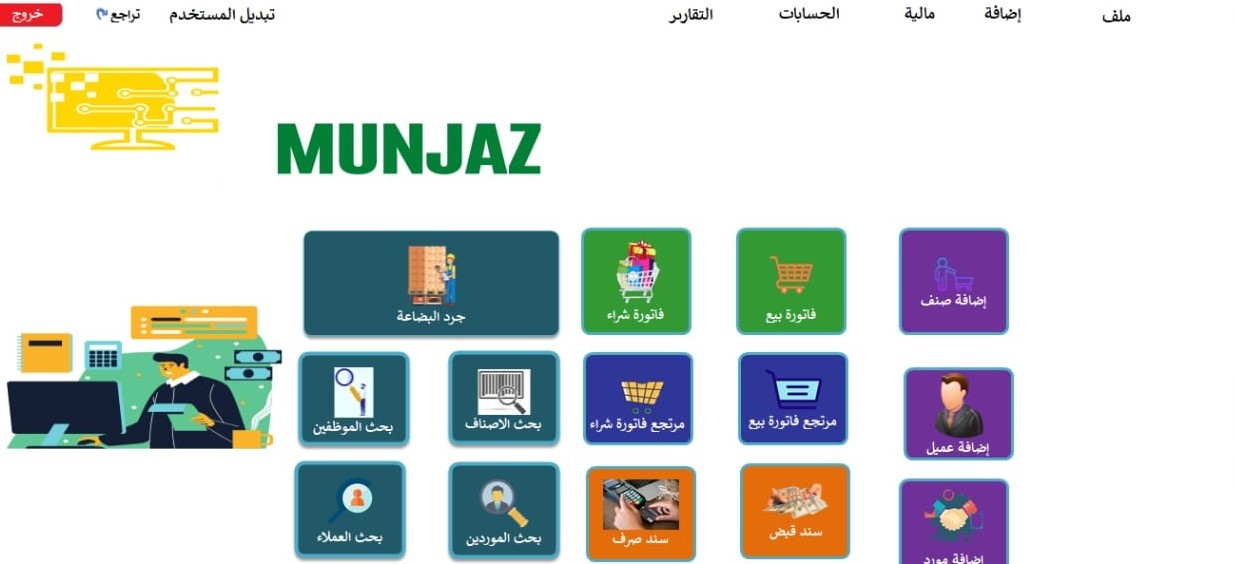 ملف
إضافة
مالية
الحسابات
التقارير
تبديل المستخدم
تراجع
خروج
MUNJAZ
إضافة صنف
فاتورة بيع
فاتورة شراء
جرد البضاعة
إضافة عميل
مرتجع فاتورة بيع
مرتجع فاتورة شراء
بحث الاصناف
بحث الموظفين
إضافة مورد
سند قبض
سند صرف
بحث الموردين
بحث العملاء